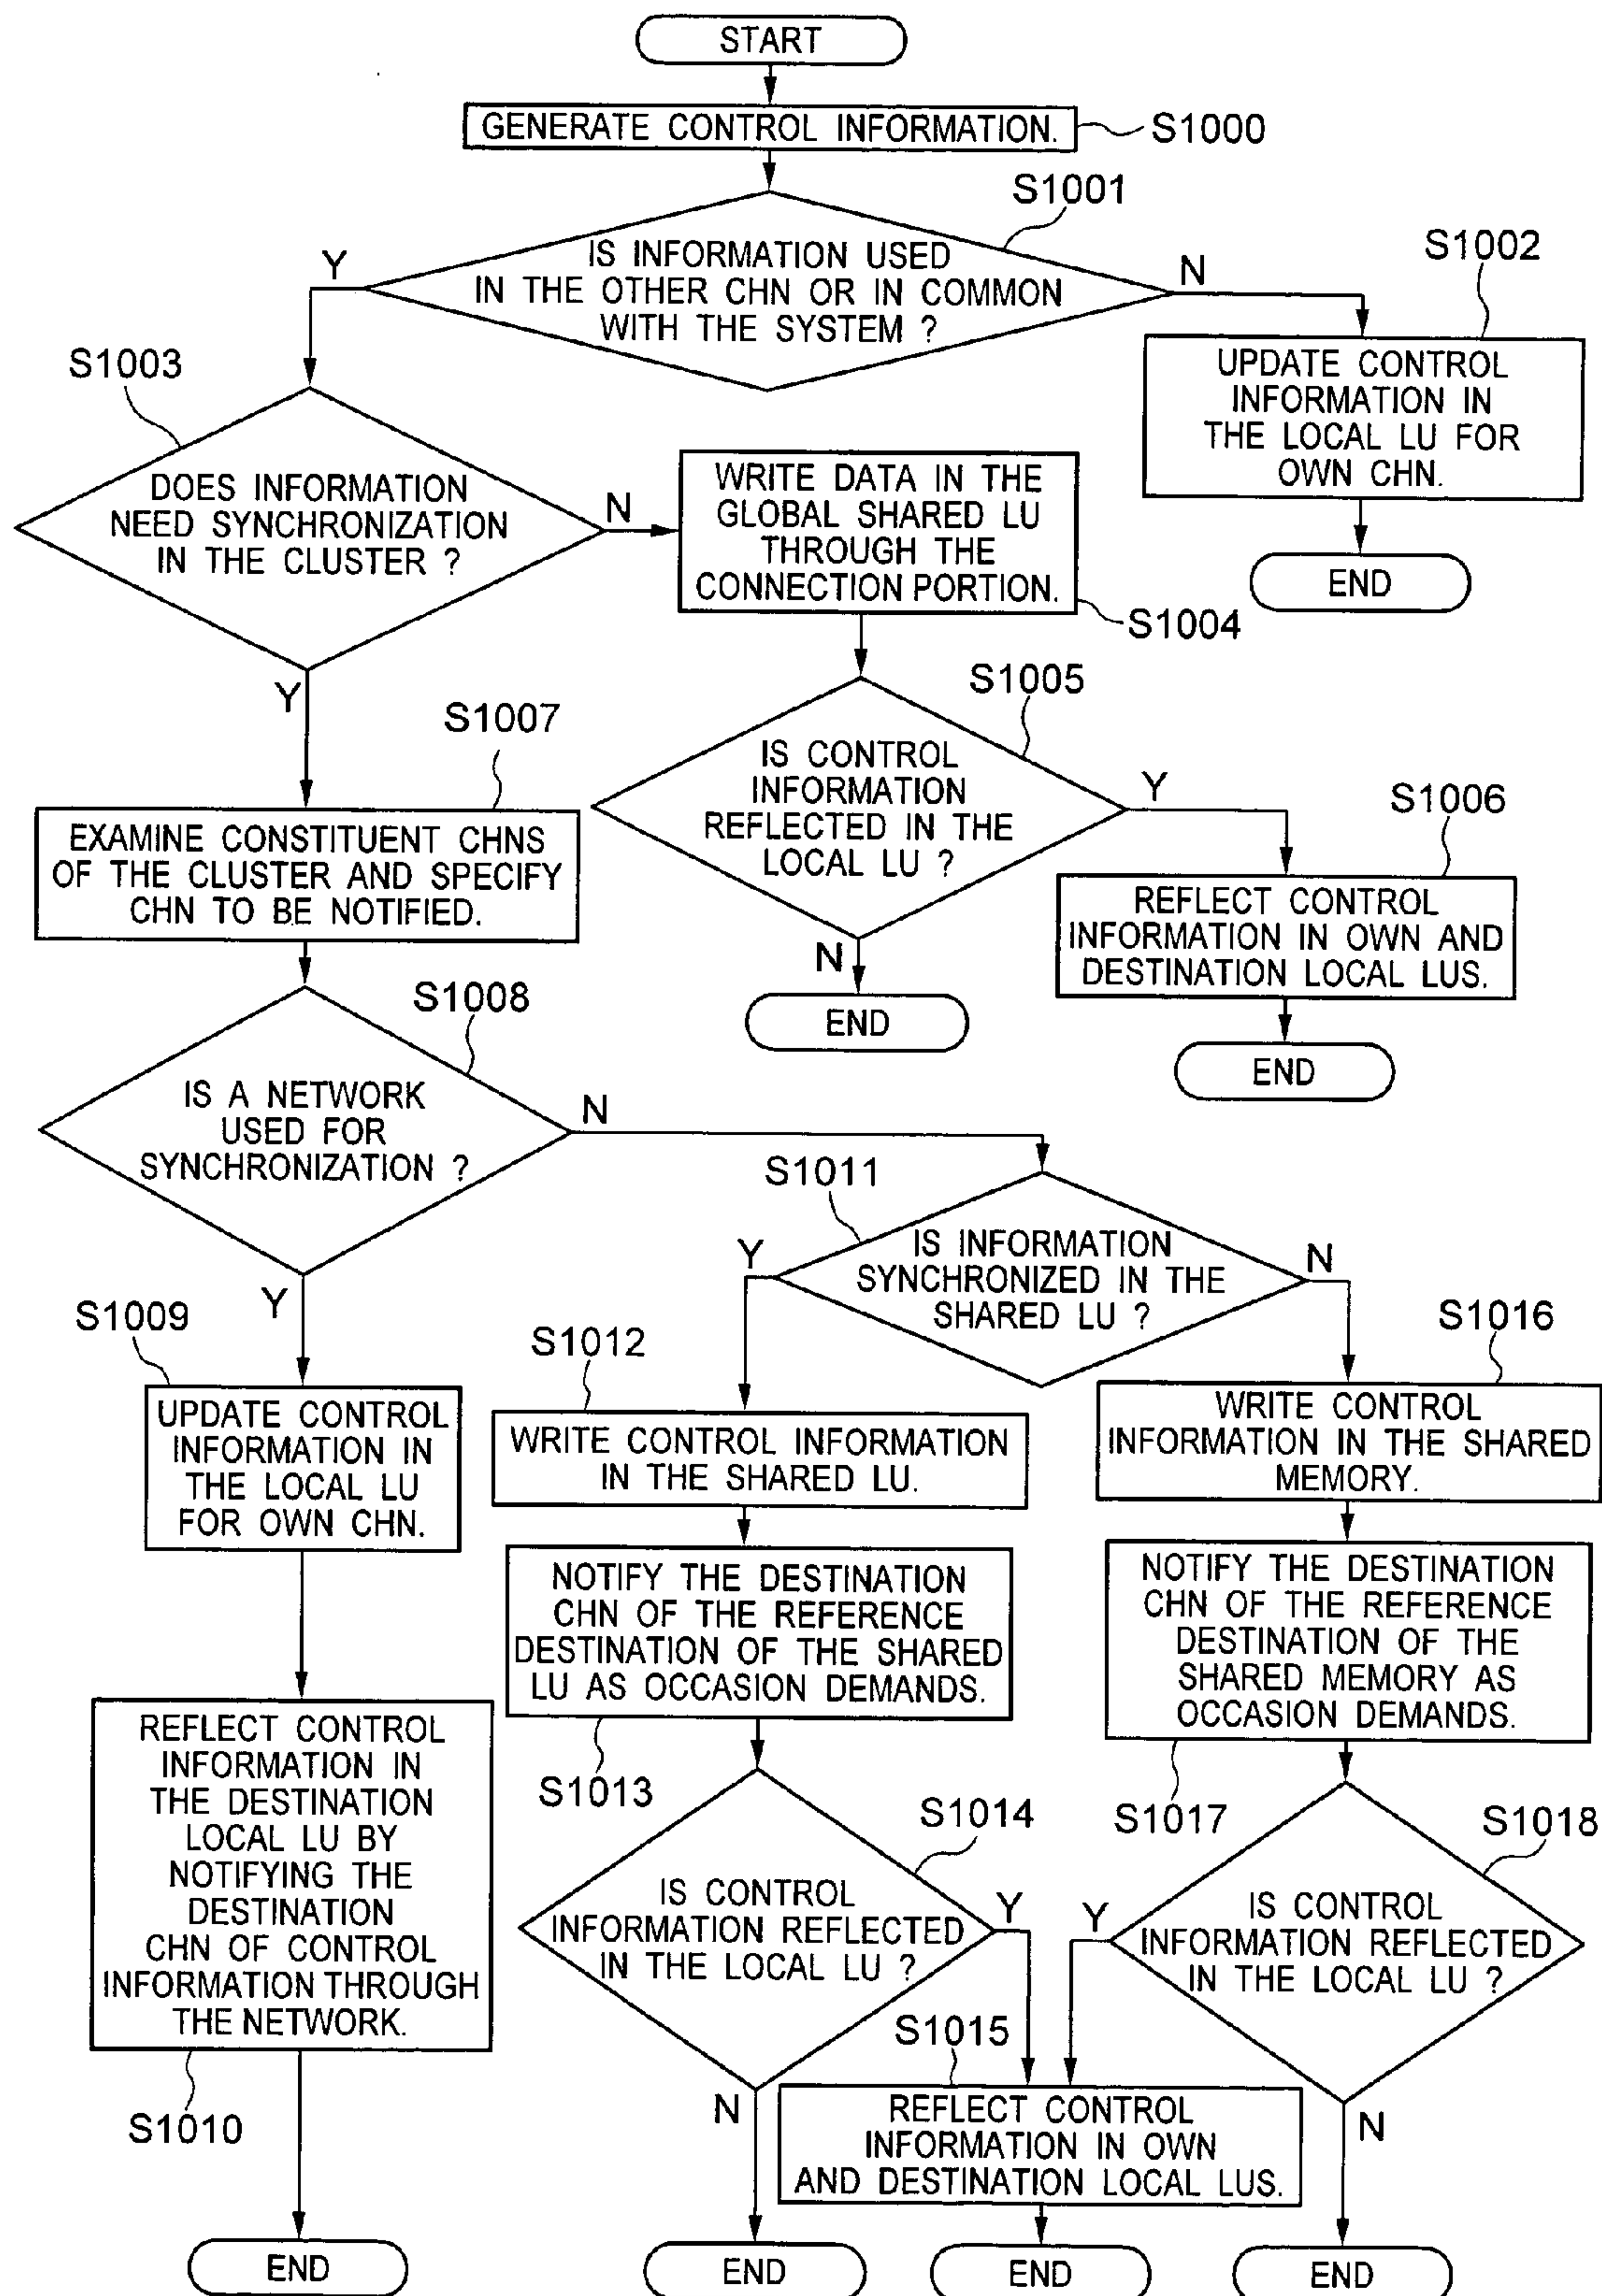 START
GENERATE CONTROL INFORMATION.
S1000
S1001
IS INFORMATION USED
IN THE OTHER CHN OR IN COMMON
WITH THE SYSTEM ?
Y
N
S1002
UPDATE CONTROL
INFORMATION IN
THE LOCAL LU FOR
OWN CHN.
END
S1003
DOES INFORMATION
NEED SYNCHRONIZATION
IN THE CLUSTER ?
N
Y
WRITE DATA IN THE
GLOBAL SHARED LU
THROUGH THE
CONNECTION PORTION.
S1004
S1005
IS CONTROL
INFORMATION
REFLECTED IN THE
LOCAL LU ?
Y
N
END
S1006
REFLECT CONTROL
INFORMATION IN OWN AND
DESTINATION LOCAL LUS.
END
S1007
EXAMINE CONSTITUENT CHNS
OF THE CLUSTER AND SPECIFY
CHN TO BE NOTIFIED.
S1008
IS A NETWORK
USED FOR
SYNCHRONIZATION ?
N
Y
S1009
UPDATE CONTROL
INFORMATION IN
THE LOCAL LU
FOR OWN CHN.
REFLECT CONTROL
INFORMATION IN
THE DESTINATION
LOCAL LU BY
NOTIFYING THE
DESTINATION
CHN OF CONTROL
INFORMATION THROUGH
THE NETWORK.
S1010
END
S1011
IS INFORMATION
SYNCHRONIZED IN THE
SHARED LU ?
Y
N
S1012
WRITE CONTROL INFORMATION
IN THE SHARED LU.
NOTIFY THE DESTINATION
CHN OF THE REFERENCE
DESTINATION OF THE SHARED
LU AS OCCASION DEMANDS.
S1013
S1014
IS CONTROL
INFORMATION REFLECTED
IN THE LOCAL LU ?
Y
N
END
S1015
REFLECT CONTROL
INFORMATION IN OWN
AND DESTINATION LOCAL LUS.
END
S1016
WRITE CONTROL
INFORMATION IN THE SHARED
MEMORY.
NOTIFY THE DESTINATION
CHN OF THE REFERENCE
DESTINATION OF THE
SHARED MEMORY AS
OCCASION DEMANDS.
S1017
S1018
IS CONTROL
INFORMATION REFLECTED
IN THE LOCAL LU ?
Y
N
END